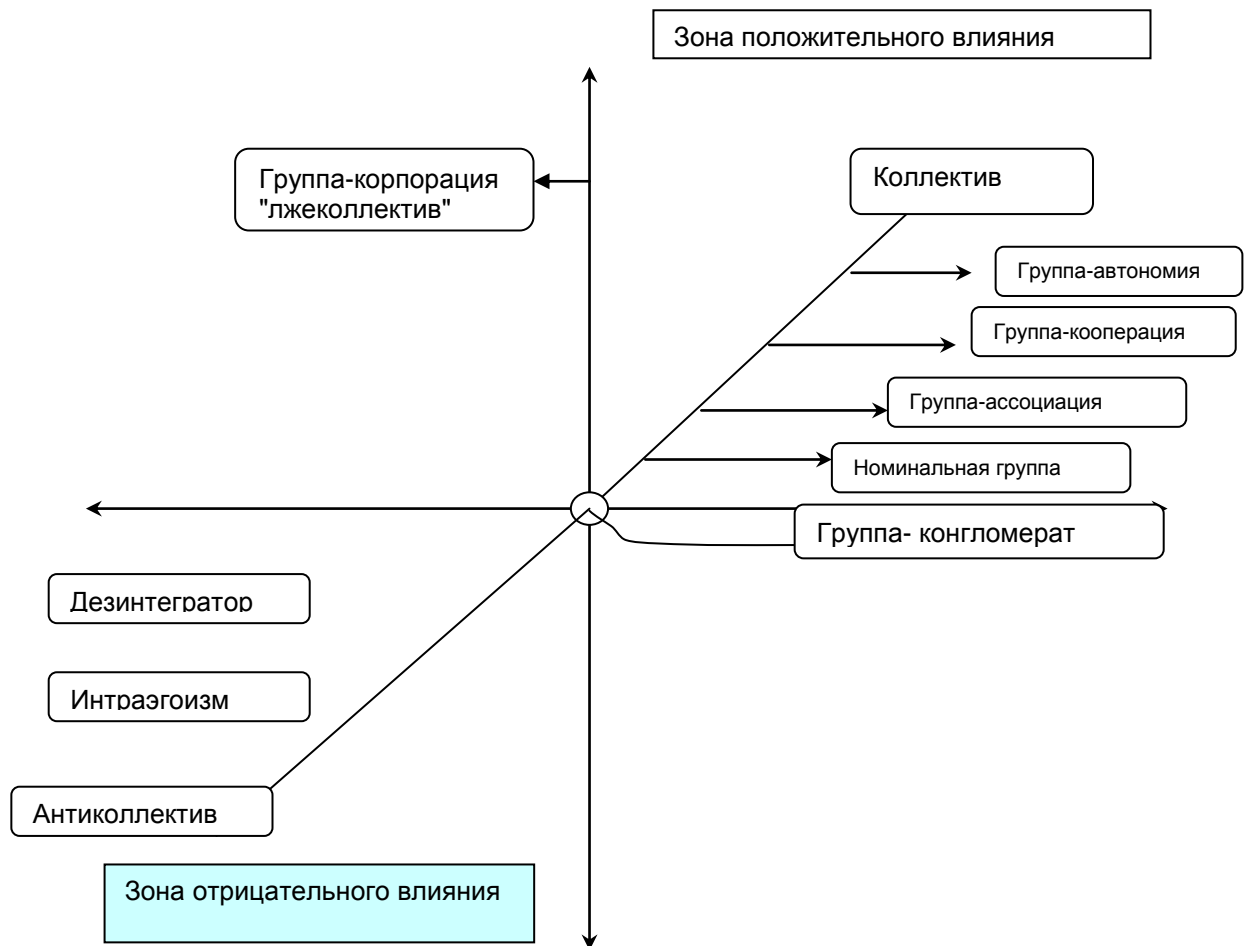 Зона положительного влияния
Группа-корпорация
"лжеколлектив"
Коллектив
Группа-автономия
Группа-кооперация
Группа-ассоциация
Номинальная группа
Группа- конгломерат
Дезинтегратор
Интраэгоизм
Антиколлектив
Зона отрицательного влияния